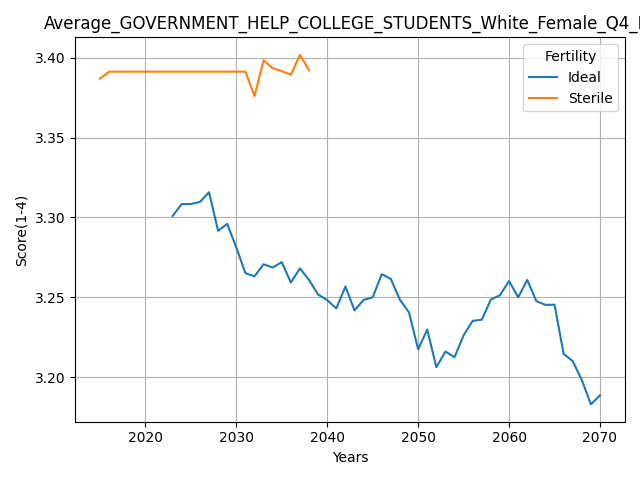 Average_GOVERNMENT_HELP_COLLEGE_STUDENTS_White_Female_Q4_
3.40
3.35
3.30
3.25
3.20
Score(1-4)
Fertility
Ideal
Sterile
2020 2030 2040 2050 2060 2070
Years